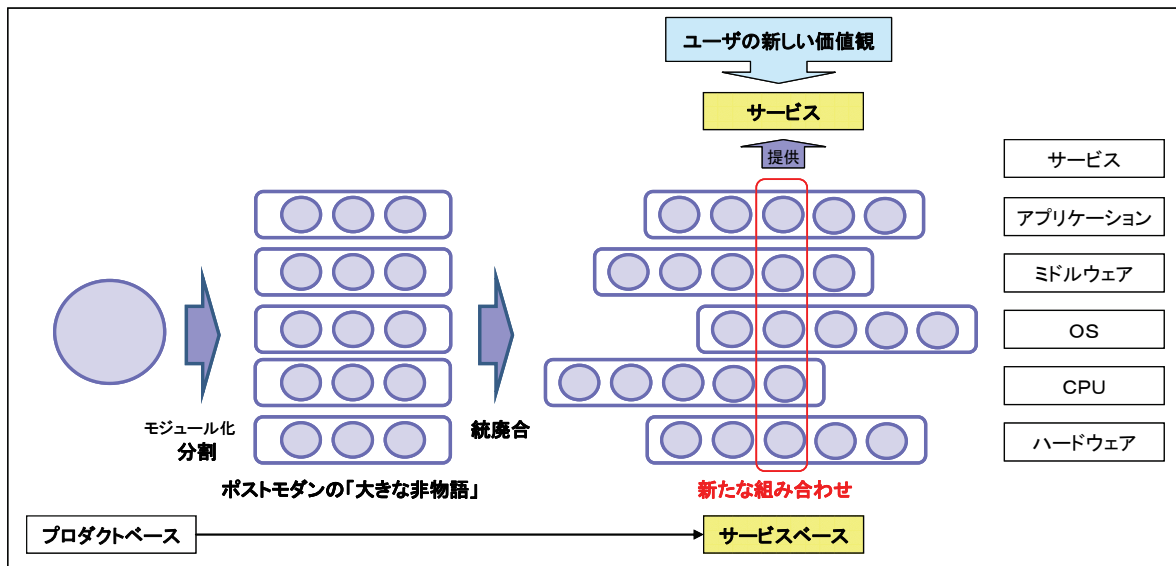 ユーザの新しい価値観
サービス
提供
サービス
アプリケーション
ミドルウェア
OS
CPU
ハードウェア
モジュール化
分割
統廃合
ポストモダンの「大きな非物語」
新たな組み合わせ
プロダクトベース
サービスベース